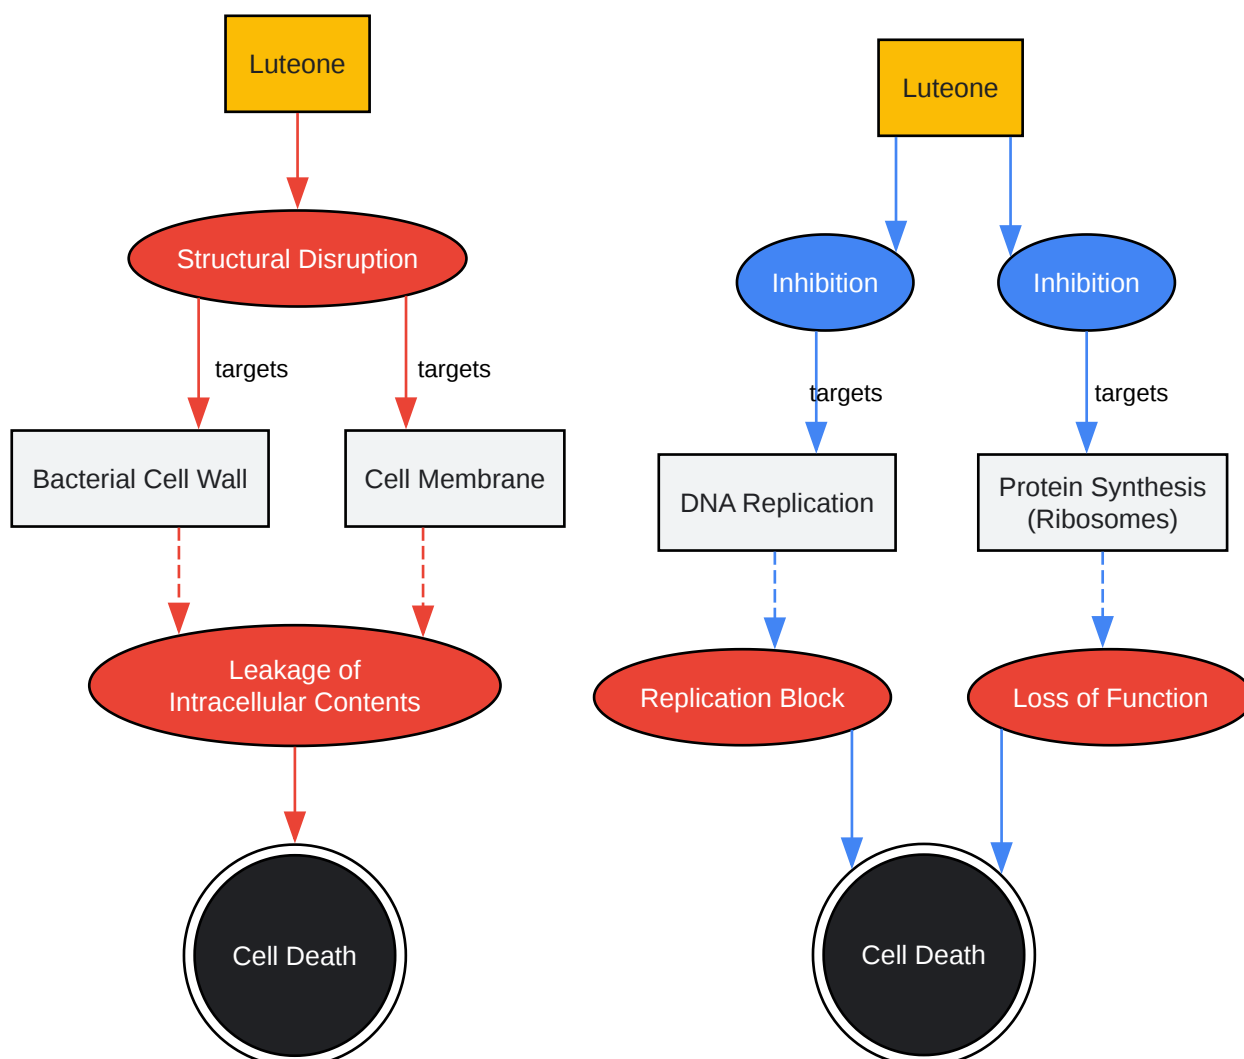 Luteone
Structural Disruption
targets
targets
Bacterial Cell Wall
Cell Membrane
Leakage of
Intracellular Contents
Cell Death
Luteone
Inhibition
Inhibition
targets
targets
DNA Replication
Protein Synthesis
(Ribosomes)
Replication Block
Loss of Function
Cell Death